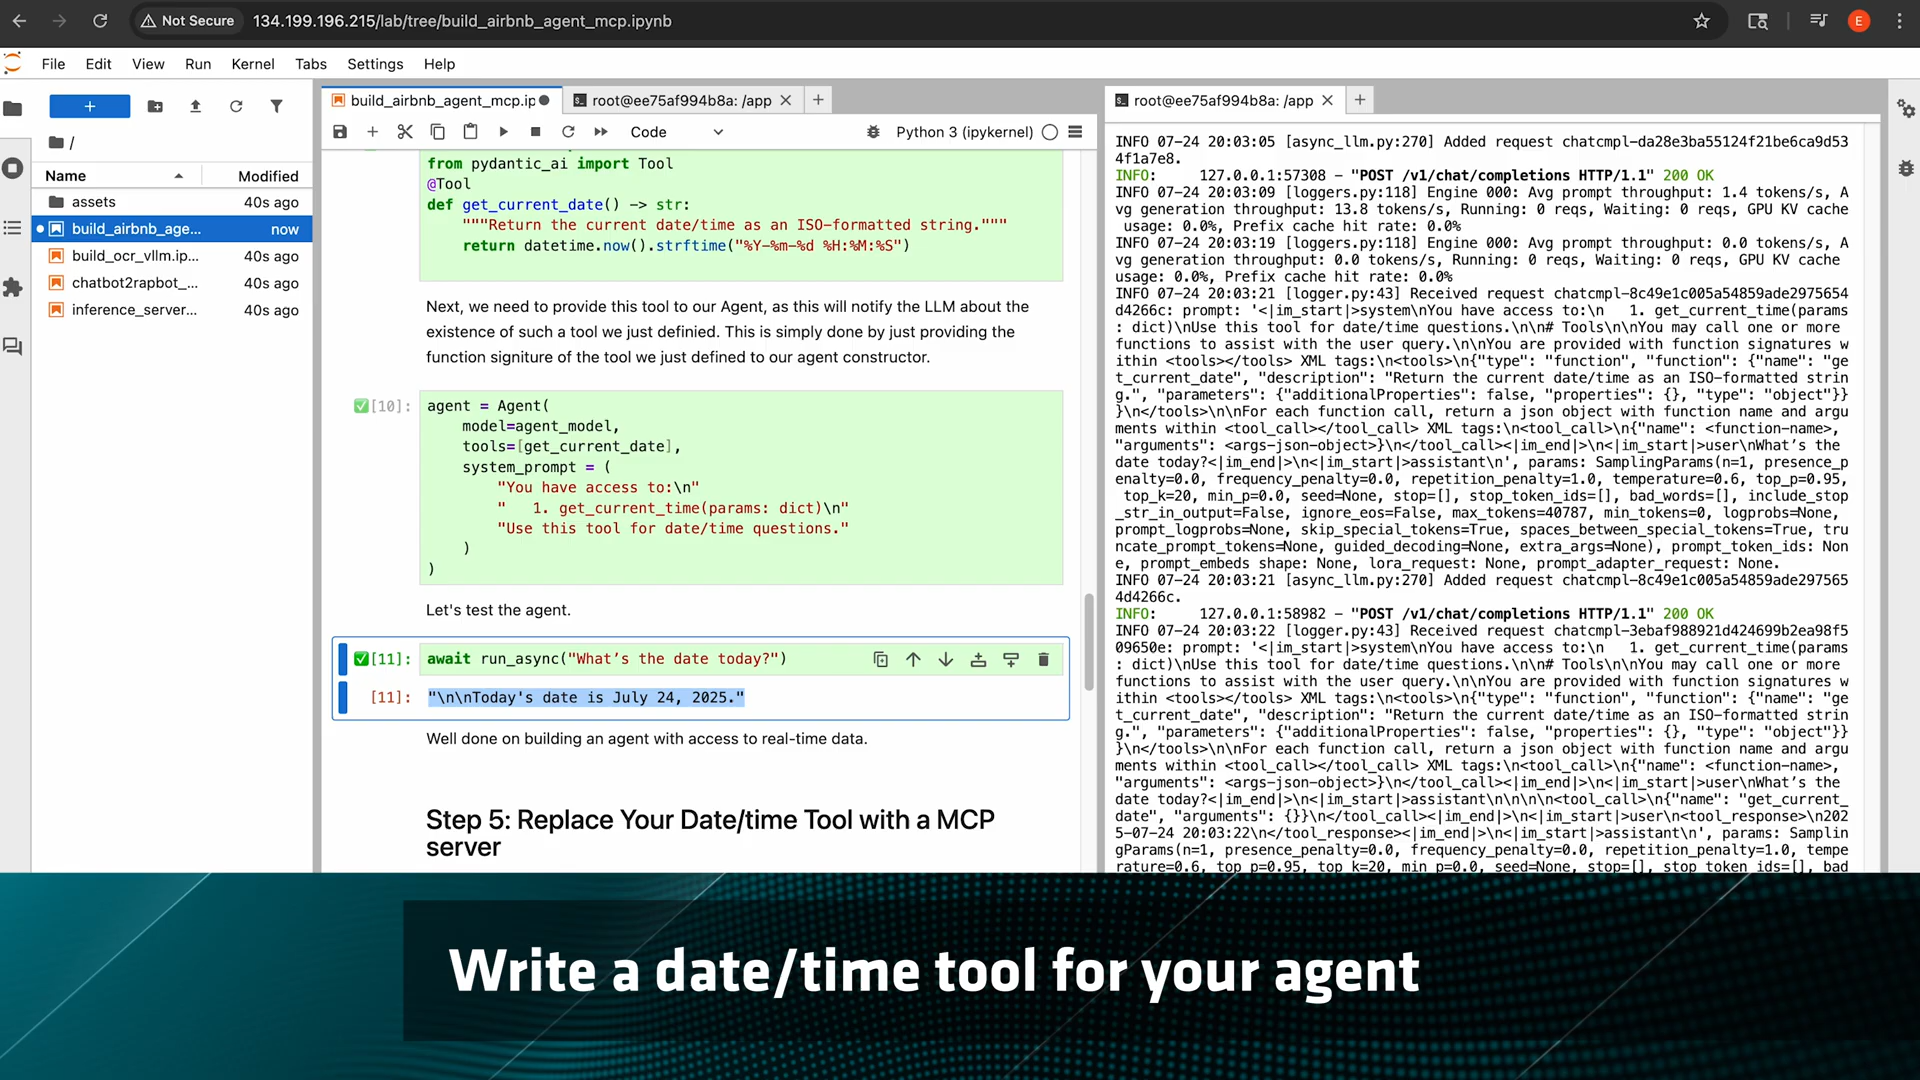 Not Secure 134.199.196.215/lab/tree/build_airbnb_agent_mcp.ipynb
E
File Edit View Run Kernel Tabs Settings Help
+
/
Name Modified
assets 40s ago
build_airbnb_age... now
build_ocr_vllm.ip... 40s ago
chatbot2rapbot_... 40s ago
inference_server... 40s ago
build_airbnb_agent_mcp.ip
root@ee75af994b8a: /app
Code
Python 3 (ipykernel)
from pydantic_ai import Tool
@Tool
def get_current_date() -> str:
"""Return the current date/time as an ISO-formatted string."""
return datetime.now().strftime("%Y-%m-%d %H:%M:%S")
Next, we need to provide this tool to our Agent, as this will notify the LLM about the
existence of such a tool we just definied. This is simply done by just providing the
function signiture of the tool we just defined to our agent constructor.
[10]: agent = Agent(
model=agent_model,
tools=[get_current_date],
system_prompt = (
"You have access to:\n"
"   1. get_current_time(params: dict)\n"
"Use this tool for date/time questions."
)
)
Let's test the agent.
[11]: await run_async("What’s the date today?")
[11]: "\n\nToday's date is July 24, 2025."
Well done on building an agent with access to real-time data.
Step 5: Replace Your Date/time Tool with a MCP
server
root@ee75af994b8a: /app
INFO 07-24 20:03:05 [async_llm.py:270] Added request chatcmpl-da28e3ba55124f21be6ca9d53
4f1a7e8.
INFO:     127.0.0.1:57308 – "POST /v1/chat/completions HTTP/1.1" 200 OK
INFO 07-24 20:03:09 [loggers.py:118] Engine 000: Avg prompt throughput: 1.4 tokens/s, A
vg generation throughput: 13.8 tokens/s, Running: 0 reqs, Waiting: 0 reqs, GPU KV cache
usage: 0.0%, Prefix cache hit rate: 0.0%
INFO 07-24 20:03:19 [loggers.py:118] Engine 000: Avg prompt throughput: 0.0 tokens/s, A
vg generation throughput: 0.0 tokens/s, Running: 0 reqs, Waiting: 0 reqs, GPU KV cache
usage: 0.0%, Prefix cache hit rate: 0.0%
INFO 07-24 20:03:21 [logger.py:43] Received request chatcmpl-8c49e1c005a54859ade2975654
d4266c: prompt: '<|im_start|>system\nYou have access to:\n   1. get_current_time(params
: dict)\nUse this tool for date/time questions.\n\n# Tools\n\nYou may call one or more
functions to assist with the user query.\n\nYou are provided with function signatures w
ithin <tools></tools> XML tags:\n<tools>\n{"type": "function", "function": {"name": "ge
t_current_date", "description": "Return the current date/time as an ISO-formatted strin
g.", "parameters": {"additionalProperties": false, "properties": {}, "type": "object"}}
}\n</tools>\n\nFor each function call, return a json object with function name and argu
ments within <tool_call></tool_call> XML tags:\n<tool_call>\n{"name": <function-name>,
"arguments": <args-json-object>}\n</tool_call><|im_end|>\n<|im_start|>user\nWhat’s the
date today?<|im_end|>\n<|im_start|>assistant\n', params: SamplingParams(n=1, presence_p
enalty=0.0, frequency_penalty=0.0, repetition_penalty=1.0, temperature=0.6, top_p=0.95,
top_k=20, min_p=0.0, seed=None, stop=[], stop_token_ids=[], bad_words=[], include_stop
_str_in_output=False, ignore_eos=False, max_tokens=40787, min_tokens=0, logprobs=None,
prompt_logprobs=None, skip_special_tokens=True, spaces_between_special_tokens=True, tru
ncate_prompt_tokens=None, guided_decoding=None, extra_args=None), prompt_token_ids: Non
e, prompt_embeds shape: None, lora_request: None, prompt_adapter_request: None.
INFO 07-24 20:03:21 [async_llm.py:270] Added request chatcmpl-8c49e1c005a54859ade297565
4d4266c.
INFO:     127.0.0.1:58982 – "POST /v1/chat/completions HTTP/1.1" 200 OK
INFO 07-24 20:03:22 [logger.py:43] Received request chatcmpl-3ebaf988921d424699b2ea98f5
09650e: prompt: '<|im_start|>system\nYou have access to:\n   1. get_current_time(params
: dict)\nUse this tool for date/time questions.\n\n# Tools\n\nYou may call one or more
functions to assist with the user query.\n\nYou are provided with function signatures w
ithin <tools></tools> XML tags:\n<tools>\n{"type": "function", "function": {"name": "ge
t_current_date", "description": "Return the current date/time as an ISO-formatted strin
g.", "parameters": {"additionalProperties": false, "properties": {}, "type": "object"}}
}\n</tools>\n\nFor each function call, return a json object with function name and argu
ments within <tool_call></tool_call> XML tags:\n<tool_call>\n{"name": <function-name>,
"arguments": <args-json-object>}\n</tool_call><|im_end|>\n<|im_start|>user\nWhat’s the
date today?<|im_end|>\n<|im_start|>assistant\n\n\n\n<tool_call>\n{"name": "get_current_
date", "arguments": {}}\n</tool_call><|im_end|>\n<|im_start|>user\n<tool_response>\n202
5-07-24 20:03:22\n</tool_response><|im_end|>\n<|im_start|>assistant\n', params: Samplin
gParams(n=1, presence_penalty=0.0, frequency_penalty=0.0, repetition_penalty=1.0, tempe
rature=0.6, top_p=0.95, top_k=20, min_p=0.0, seed=None, stop=[], stop_token_ids=[], bad
Write a date/time tool for your agent